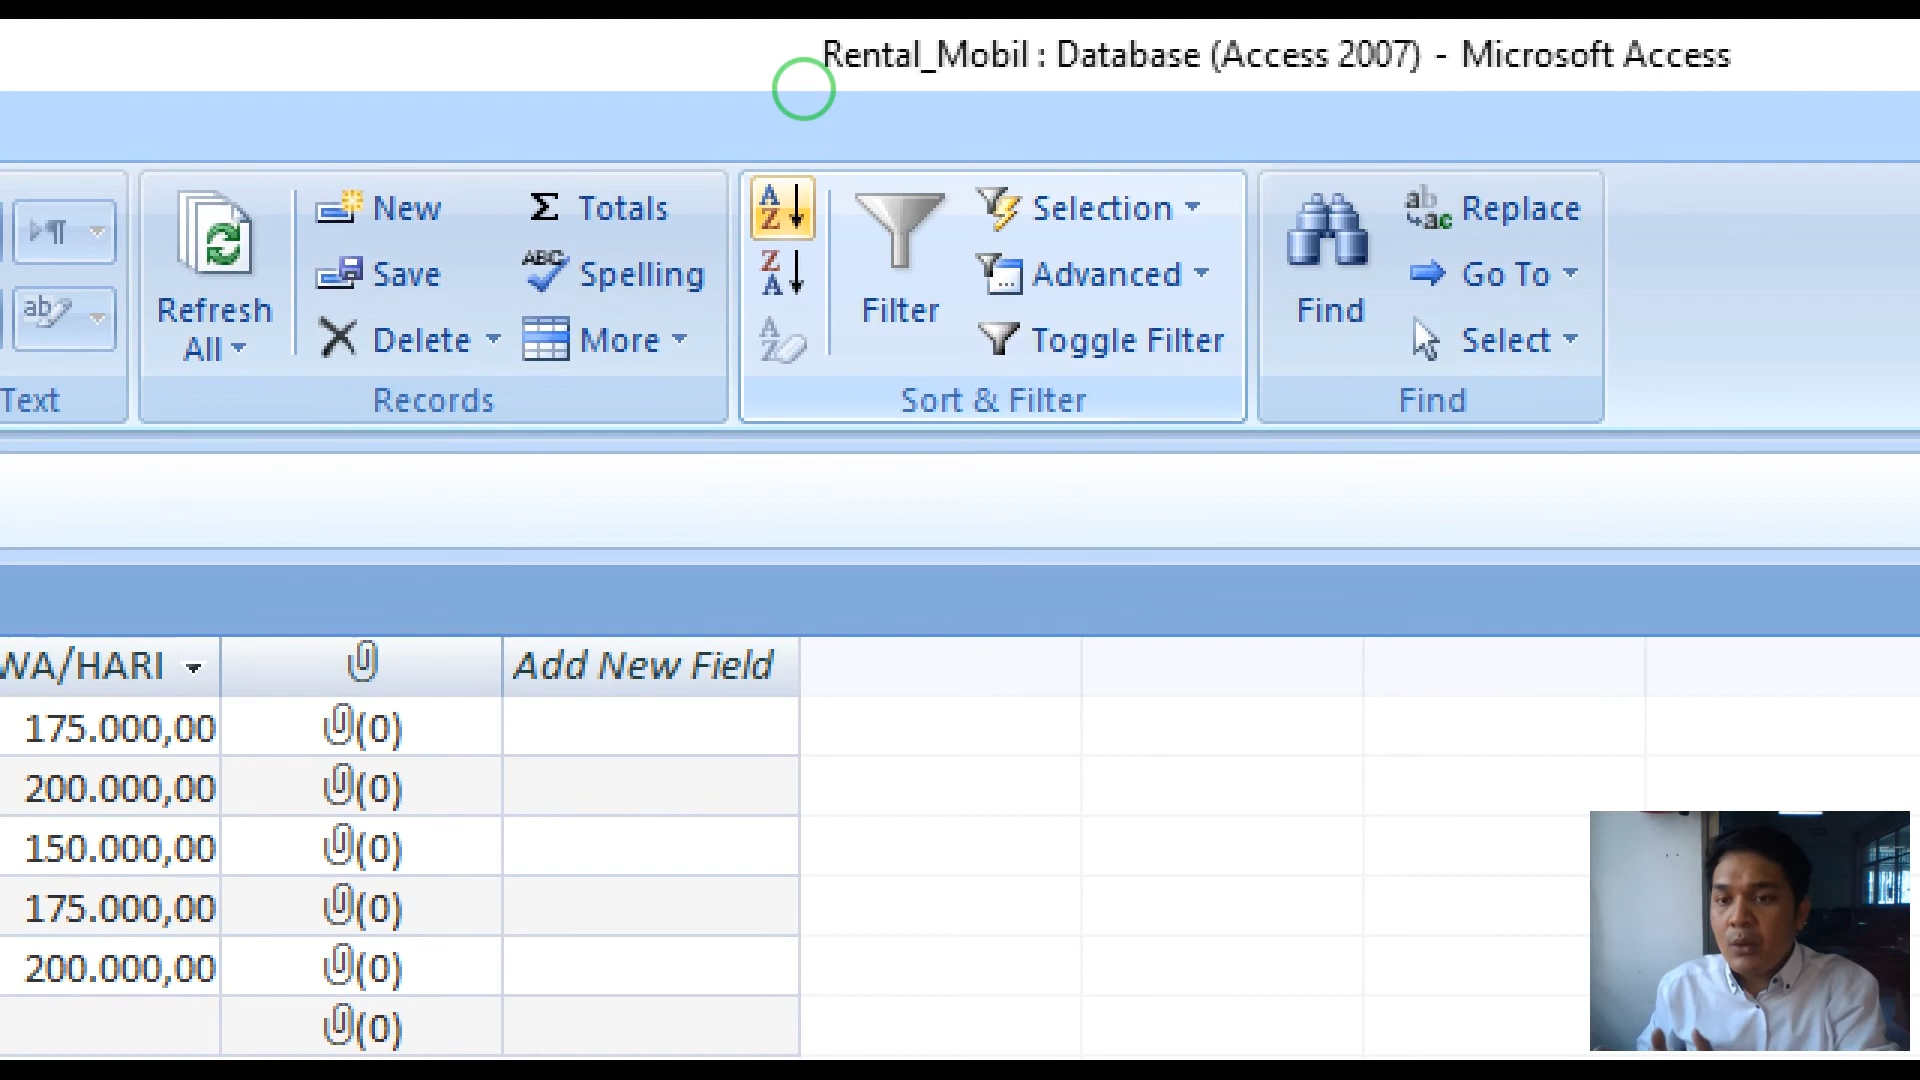 Rental_Mobil : Database (Access 2007) - Microsoft Access
New
Totals
Selection
Replace
Save
Spelling
Advanced
Go To
Refresh
All
Filter
Find
Delete
More
Toggle Filter
Select
Text
Records
Sort & Filter
Find
WA/HARI
Add New Field
175.000,00 (0)
200.000,00 (0)
150.000,00 (0)
175.000,00 (0)
200.000,00 (0)
(0)